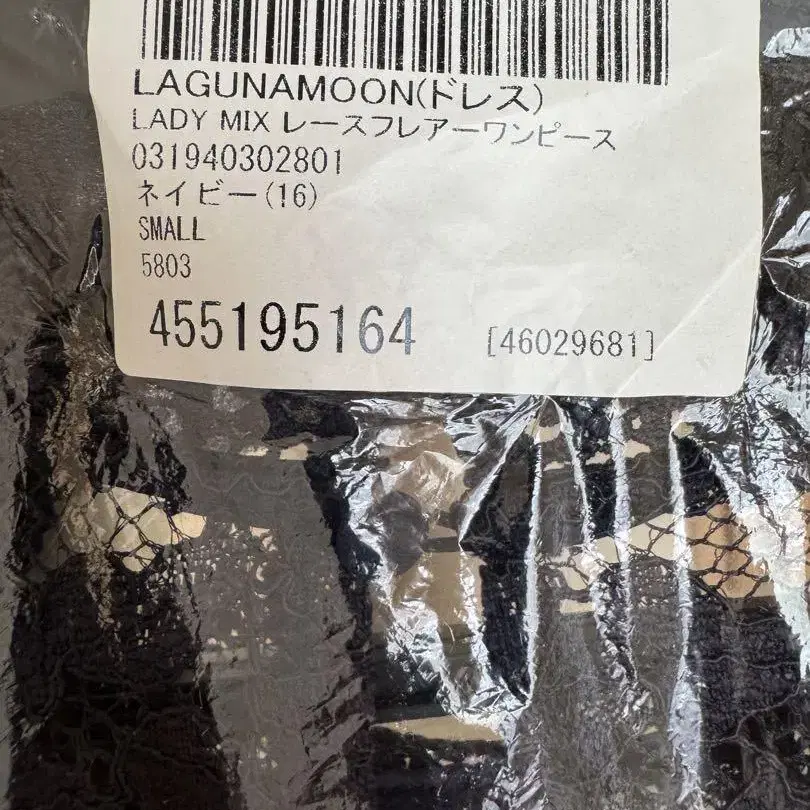 LAGUNAMOON(ドレス)
LADY MIX レースフレアーワンピース
031940302801
ネイビー(16)
SMALL
5803
455195164 [46029681]